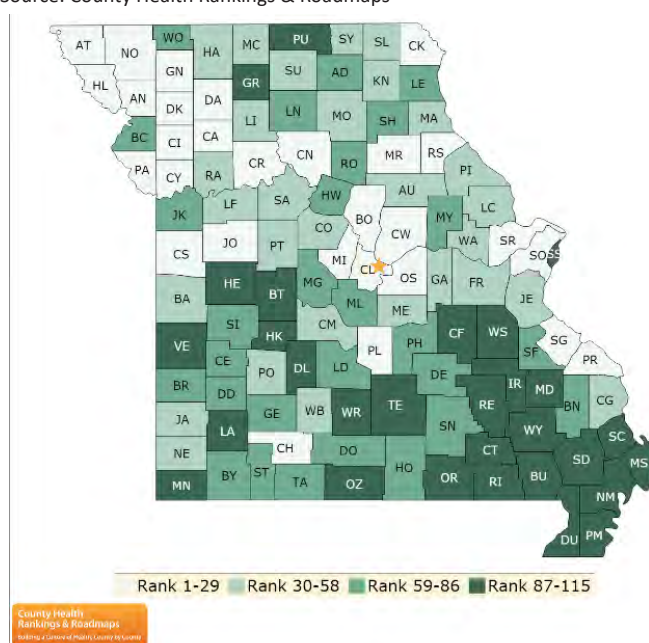 Source: County Health Rankings & Roadmaps
AT NO WO HA MC PU SY SL CK
HL GN GR SU AD KN LE
AN DK DA LI LN MO SH MA
BC CI CA CR CN RO MR RS
PA CY RA PI
JK LF SA HW BO AU LC
CS JO PT CO CW MY WA SR SO SS
MI CL OS GA FR
BA HE BT MG ML ME JE
VE SI HK CM PL PH CF WS SF SG PR
BR CE PO DL LD DE IR MD BN CG
JA DD GE WB WR TE RE WY SC
LA SN
NE CH DO CT SD MS
MN BY ST TA OZ HO OR RI BU NM
DU PM
Rank 1-29 Rank 30-58 Rank 59-86 Rank 87-115
County Health
Rankings & Roadmaps
Building a Culture of Health, County by County